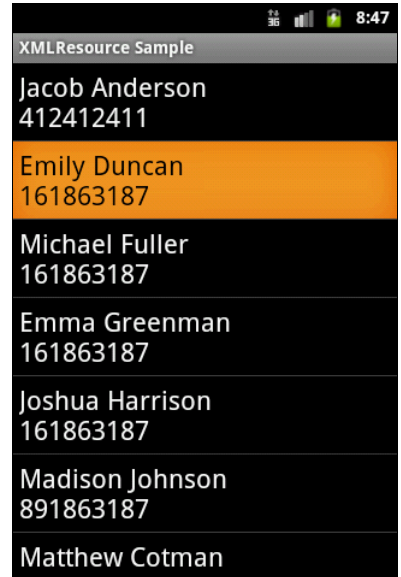 3G 8:47
XMLResource Sample
Jacob Anderson
412412411
Emily Duncan
161863187
Michael Fuller
161863187
Emma Greenman
161863187
Joshua Harrison
161863187
Madison Johnson
891863187
Matthew Cotman